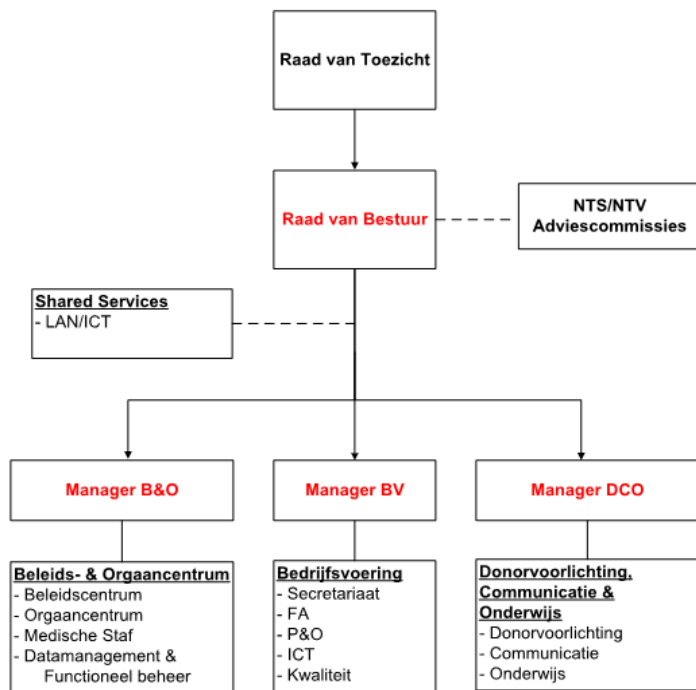 Raad van Toezicht
Raad van Bestuur
NTS/NTV
Adviescommissies
Shared Services
- LAN/ICT
Manager B&O
Manager BV
Manager DCO
Beleids- & Orgaancentrum
- Beleidscentrum
- Orgaancentrum
- Medische Staf
- Datamanagement &
Functioneel beheer
Bedrijfsvoering
- Secretariaat
- FA
- P&O
- ICT
- Kwaliteit
Donorvoorlichting,
Communicatie &
Onderwijs
- Donorvoorlichting
- Communicatie
- Onderwijs